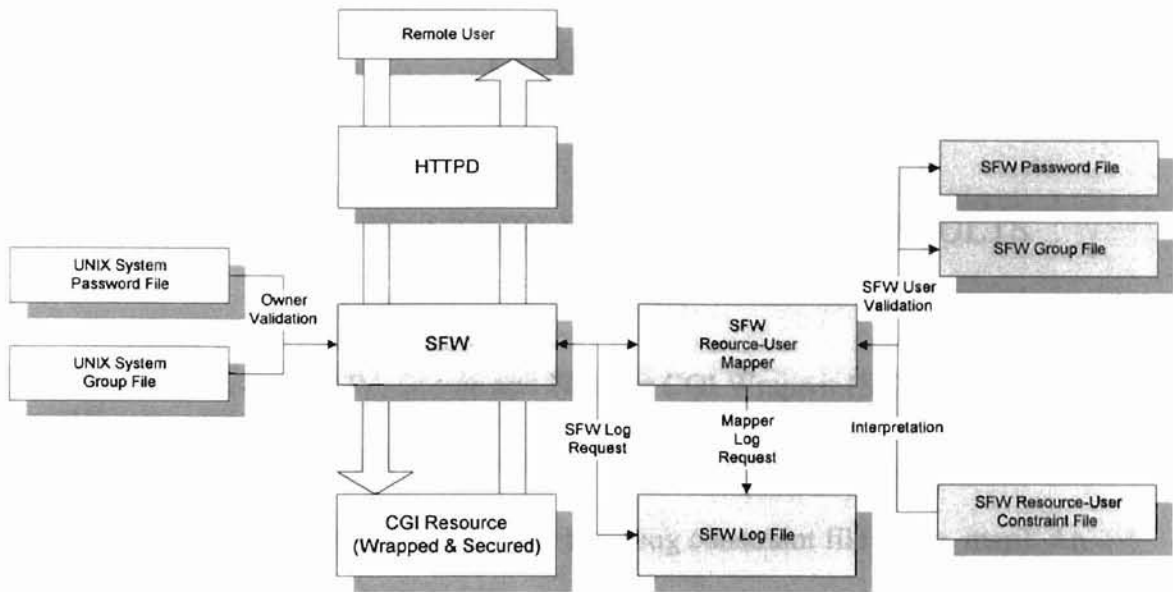 Remote User
HTTPD
SFW Password File
SFW Group File
UNIX System
Password File
Owner
Validation
SFW User
Validation
UNIX System
Group File
SFW
SFW
Reource-User
Mapper
SFW Log
Request
Mapper
Log
Request
Interpretation
CGI Resource
(Wrapped & Secured)
SFW Log File
SFW Resource-User
Constraint File